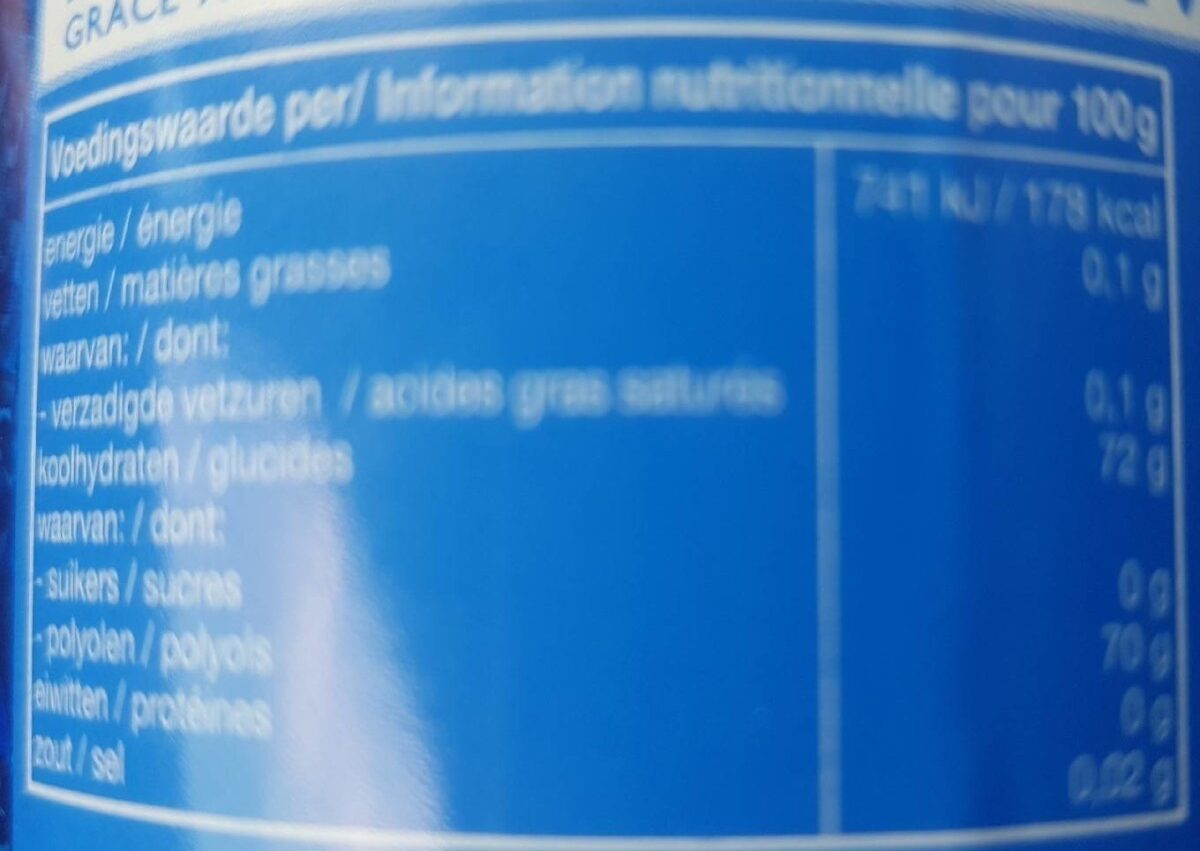 GRÂCE
Voedingswaarde per/ Information nutritionnelle pour 100g
energie / énergie 741 kJ / 178 kcal
vetten / matières grasses 0,1 g
waarvan: / dont:
- verzadigde vetzuren / acides gras saturés 0,1 g
koolhydraten / glucides 72 g
waarvan: / dont:
- suikers / sucres 0 g
- polyolen / polyols 70 g
eiwitten / protéines 0 g
zout / sel 0,02 g